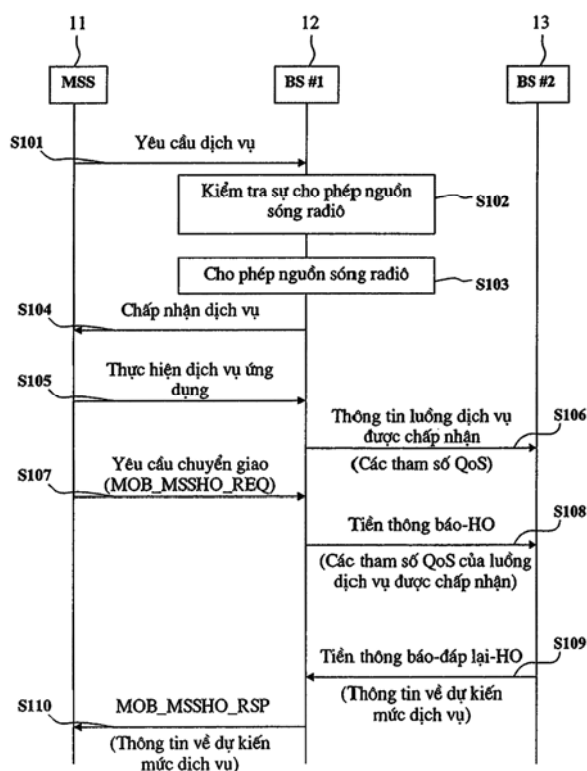 11
12
13
MSS
BS #1
BS #2
S101
Yêu cầu dịch vụ
Kiểm tra sự cho phép nguồn
sóng rađiô
S102
Cho phép nguồn sóng rađiô
S103
S104
Chấp nhận dịch vụ
S105
Thực hiện dịch vụ ứng
dụng
Thông tin luồng dịch vụ
được chấp nhận
S106
(Các tham số QoS)
S107
Yêu cầu chuyển giao
(MOB_MSSHO_REQ)
S108
Tiền thông báo-HO
(Các tham số QoS của luồng
dịch vụ được chấp nhận)
S109
Tiền thông báo-đáp lại-HO
(Thông tin về dự kiến
mức dịch vụ)
S110
MOB_MSSHO_RSP
(Thông tin về dự kiến
mức dịch vụ)